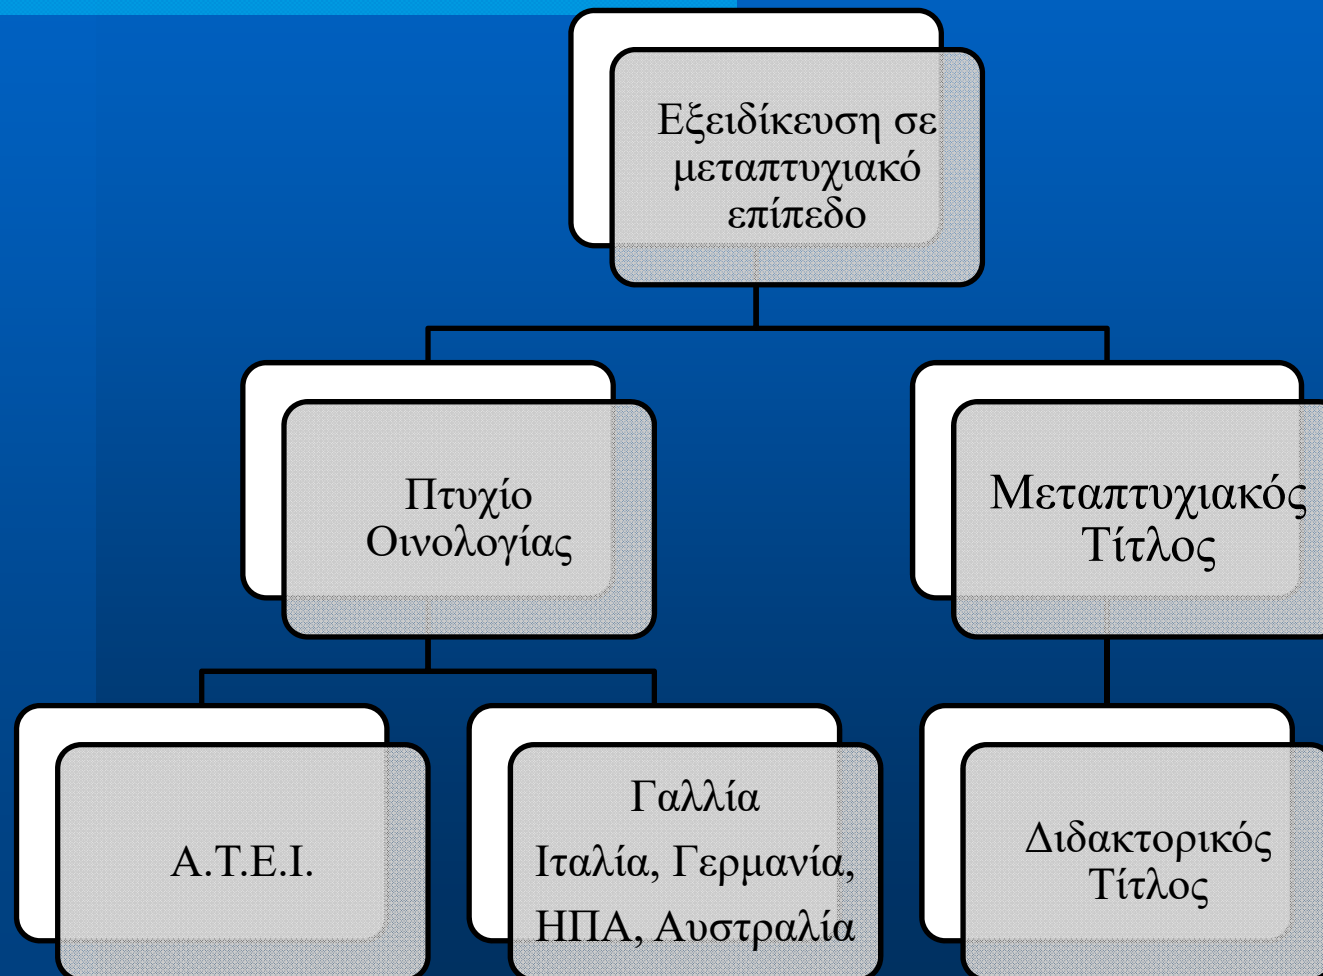 Εξειδίκευση σε
μεταπτυχιακό
επίπεδο
Πτυχίο
Οινολογίας
Μεταπτυχιακός
Τίτλος
Α.Τ.Ε.Ι.
Γαλλία
Ιταλία, Γερμανία,
ΗΠΑ, Αυστραλία
Διδακτορικός
Τίτλος